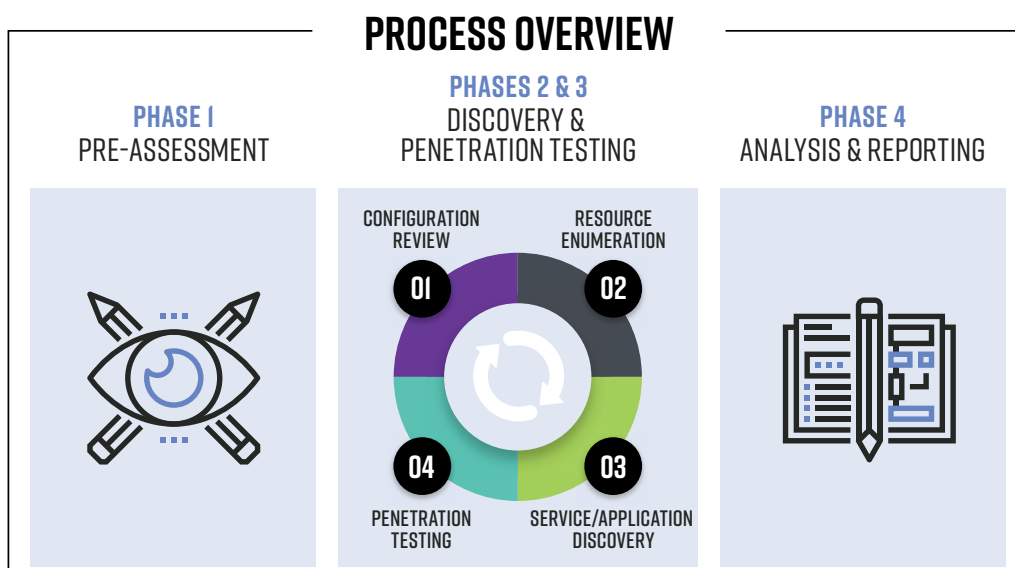 PROCESS OVERVIEW
PHASE 1
PRE-ASSESSMENT
PHASES 2 & 3
DISCOVERY &
PENETRATION TESTING
CONFIGURATION
REVIEW
01
RESOURCE
ENUMERATION
02
03
SERVICE/APPLICATION
DISCOVERY
04
PENETRATION
TESTING
PHASE 4
ANALYSIS & REPORTING